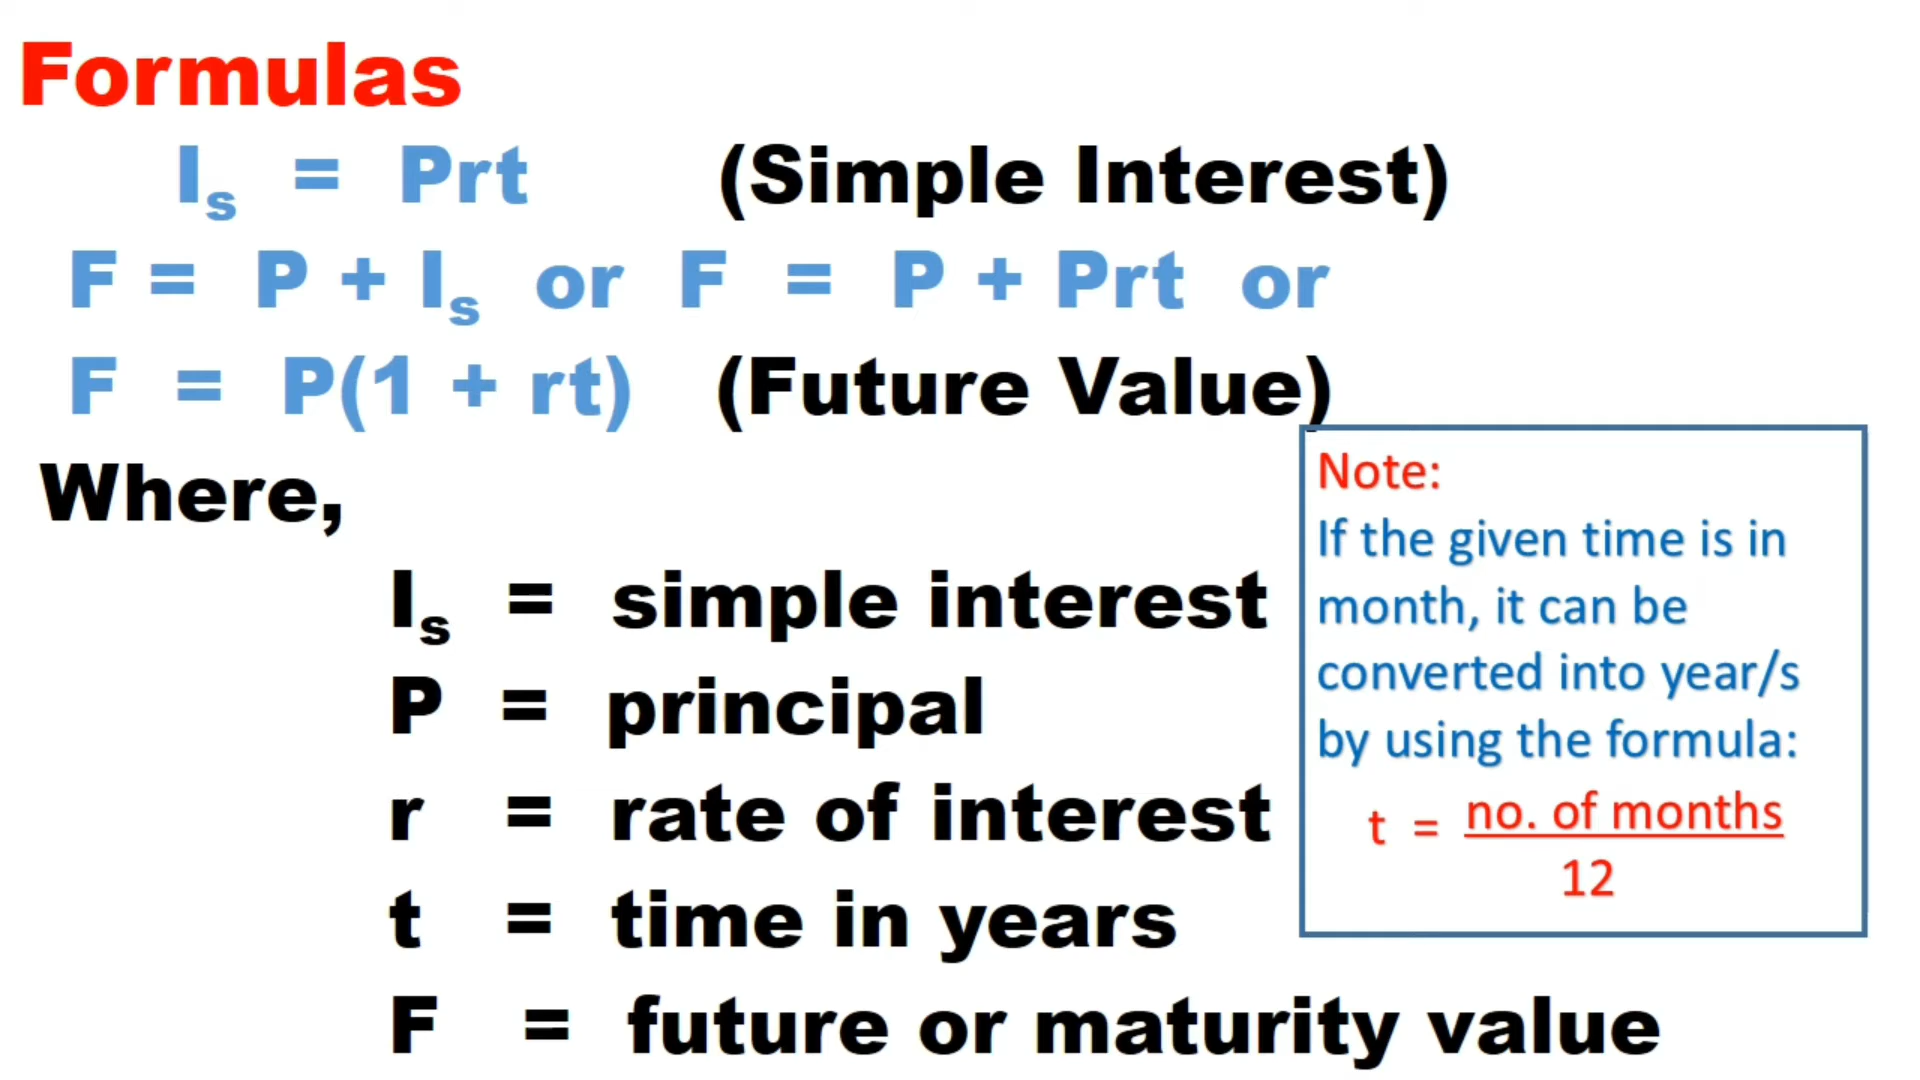 Formulas
Is = Prt (Simple Interest)
F = P + Is or F = P + Prt or
F = P(1 + rt) (Future Value)
Where,
Is = simple interest
P = principal
r = rate of interest
t = time in years
F = future or maturity value
Note:
If the given time is in
month, it can be
converted into year/s
by using the formula:
t = no. of months
12